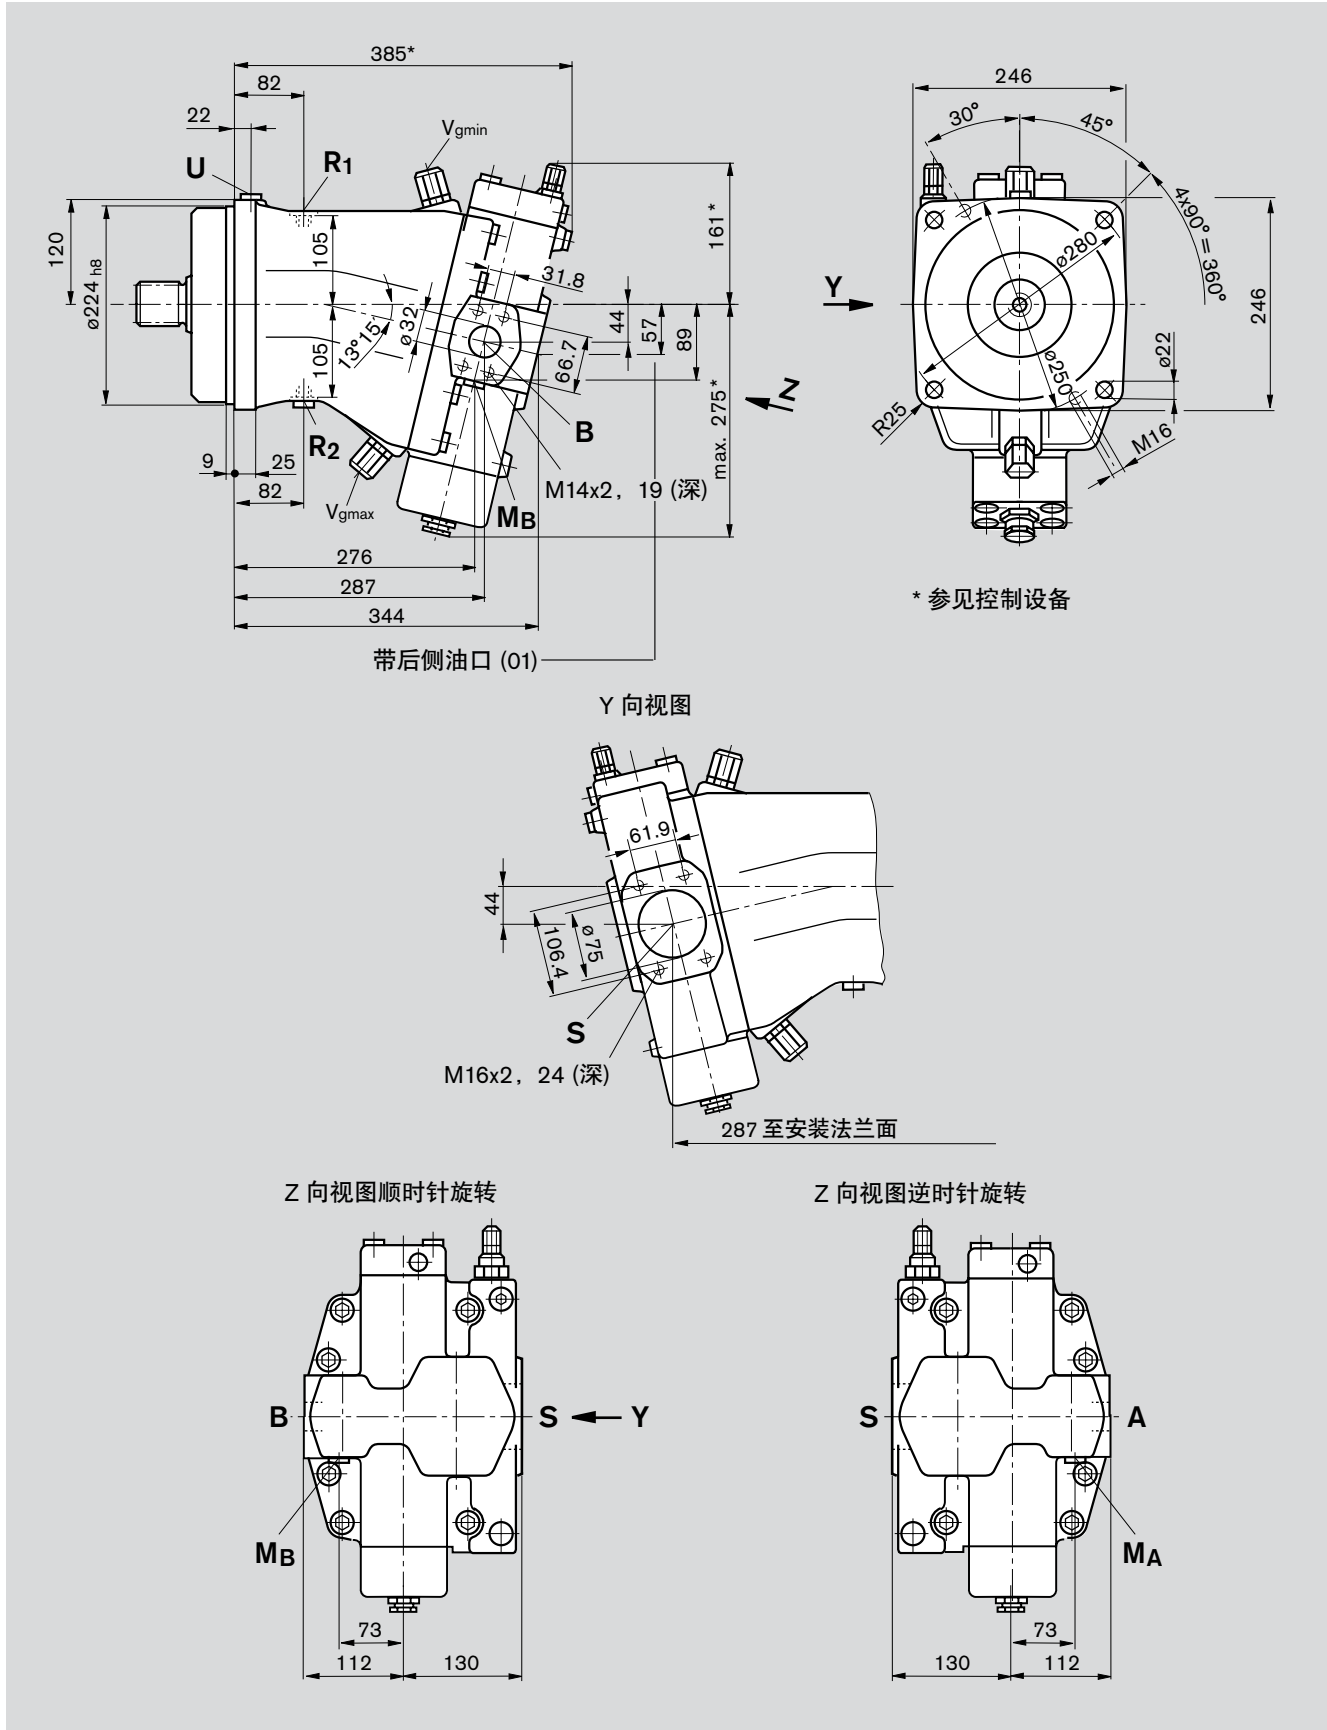 385*
82
22
U
R1
Vgmin
120
ø224 h8
105
105
13°15'
ø32
31.8
44
57
89
66.7
161*
max. 275*
Z
B
R2
9
25
82
Vgmax
M14x2，19 (深)
MB
276
287
344
带后侧油口 (01)
246
30°
45°
4x90°＝360°
ø280
Y
246
ø250
ø22
R25
M16
* 参见控制设备
Y 向视图
61.9
44
ø75
106.4
S
M16x2，24 (深)
287 至安装法兰面
Z 向视图顺时针旋转
B
S
Y
MB
73
112
130
Z 向视图逆时针旋转
S
A
MA
73
130
112